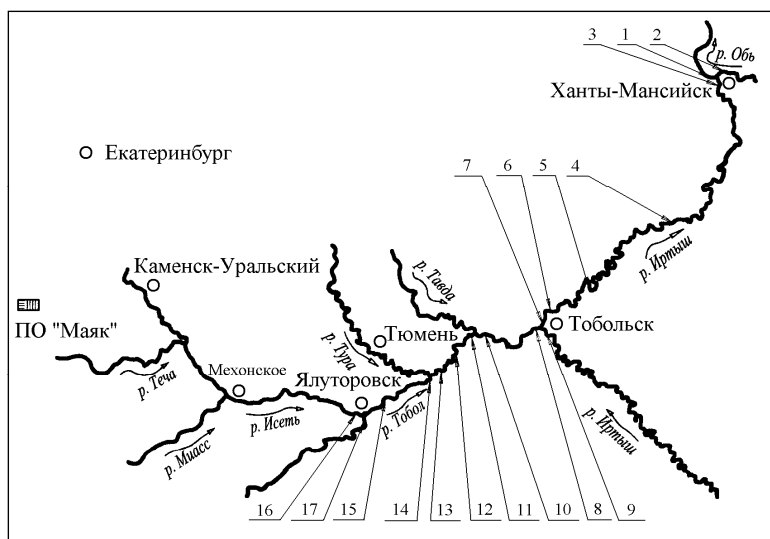 3
1
2
р. Обь
Ханты-Мансийск
Екатеринбург
7
6
5
4
р. Иртыш
Каменск-Уральский
р. Тавда
ПО "Маяк"
Тобольск
Тюмень
р. Тура
р. Теча
Мехонское
Ялуторовск
р. Тобол
р. Исеть
р. Миасс
р. Иртыш
16
17
15
14
13
12
11
10
8
9